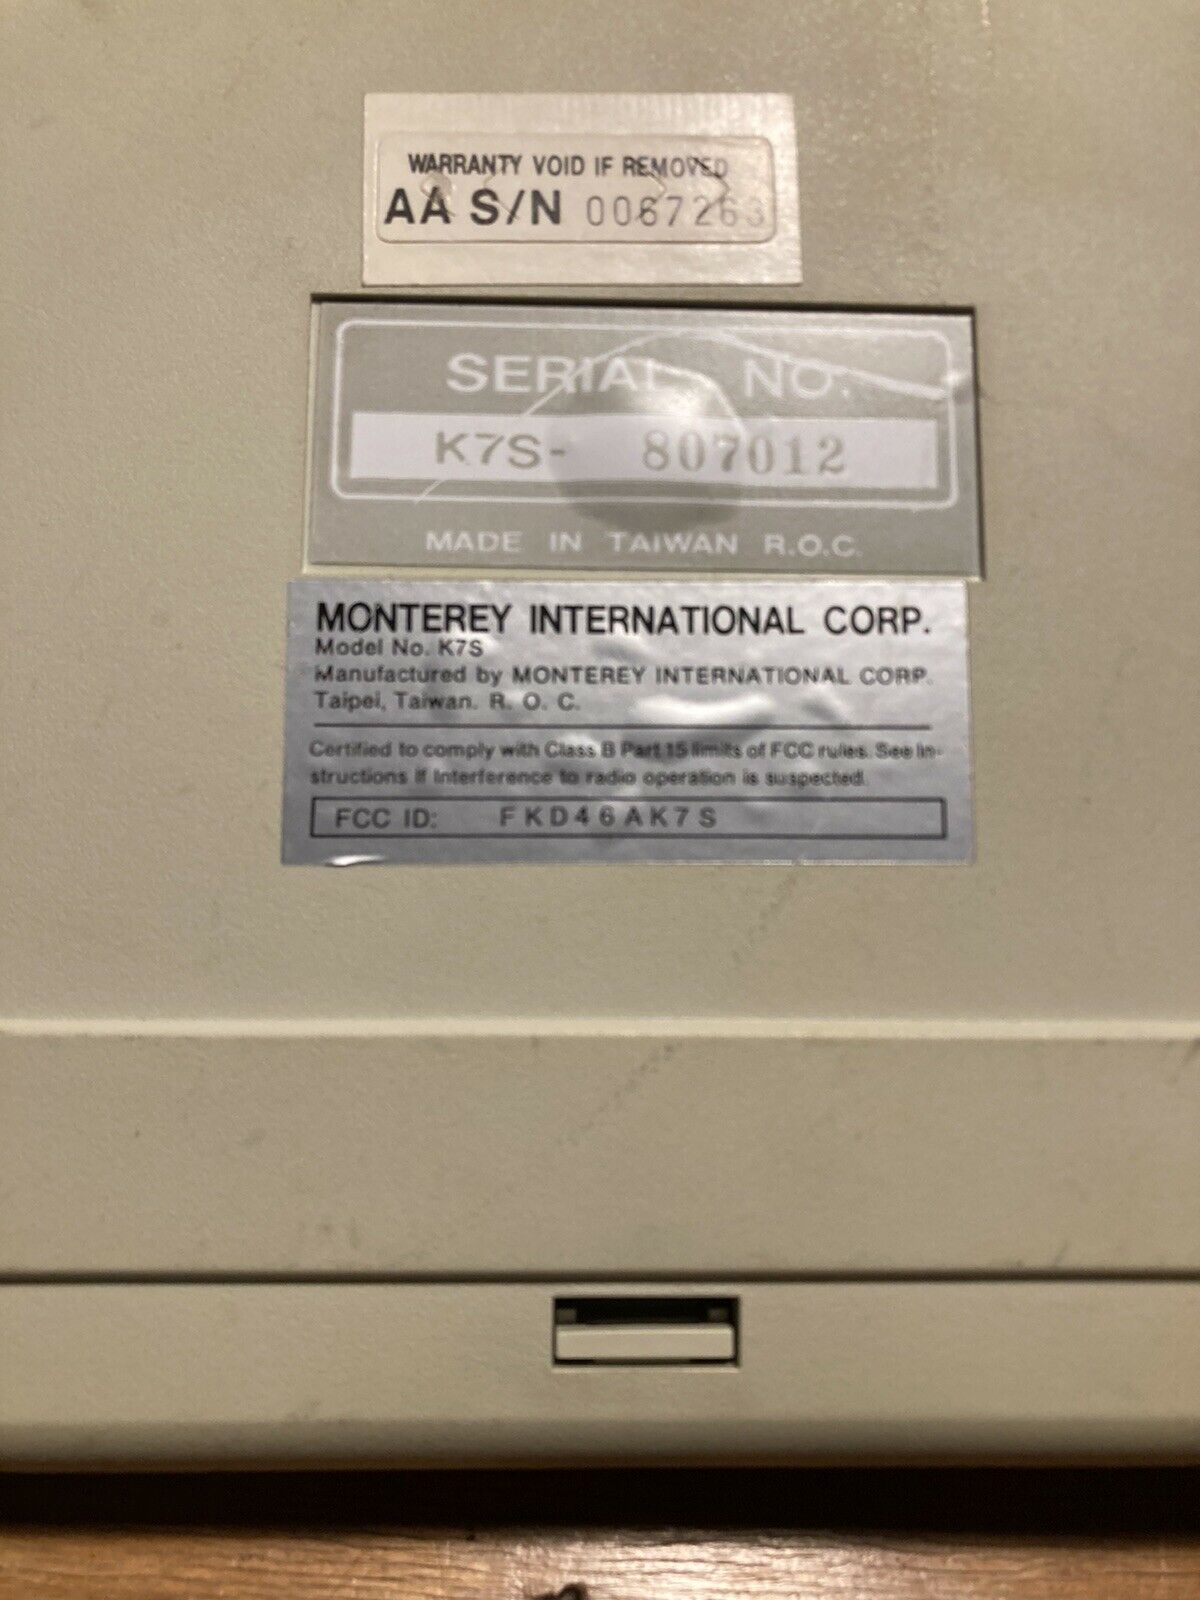 WARRANTY VOID IF REMOVED
AA S/N 0067263
SERIAL NO.
K7S- 807012
MADE IN TAIWAN R.O.C.
MONTEREY INTERNATIONAL CORP.
Model No. K7S
Manufactured by MONTEREY INTERNATIONAL CORP.
Taipei, Taiwan. R. O. C.
Certified to comply with Class B Part 15 limits of FCC rules. See In-
structions if interference to radio operation is suspected.
FCC ID: FKD46AK7S